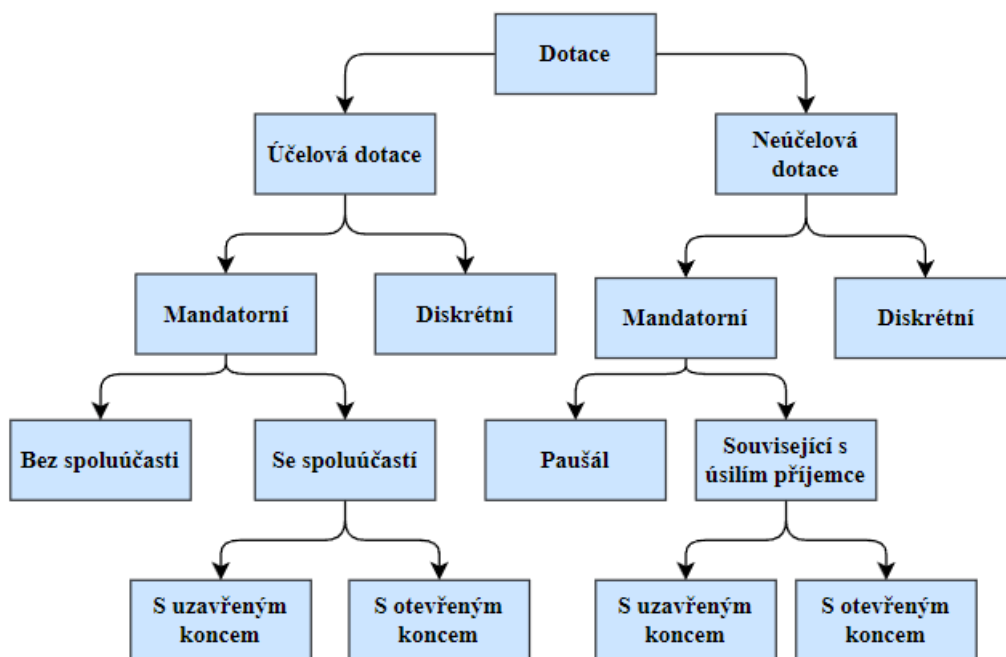 Dotace
Účelová dotace
Neúčelová
dotace
Mandatorní
Diskrétní
Mandatorní
Diskrétní
Bez spoluúčasti
Se spoluúčastí
Paušál
Související s
úsilím příjemce
S uzavřeným
koncem
S otevřeným
koncem
S uzavřeným
koncem
S otevřeným
koncem